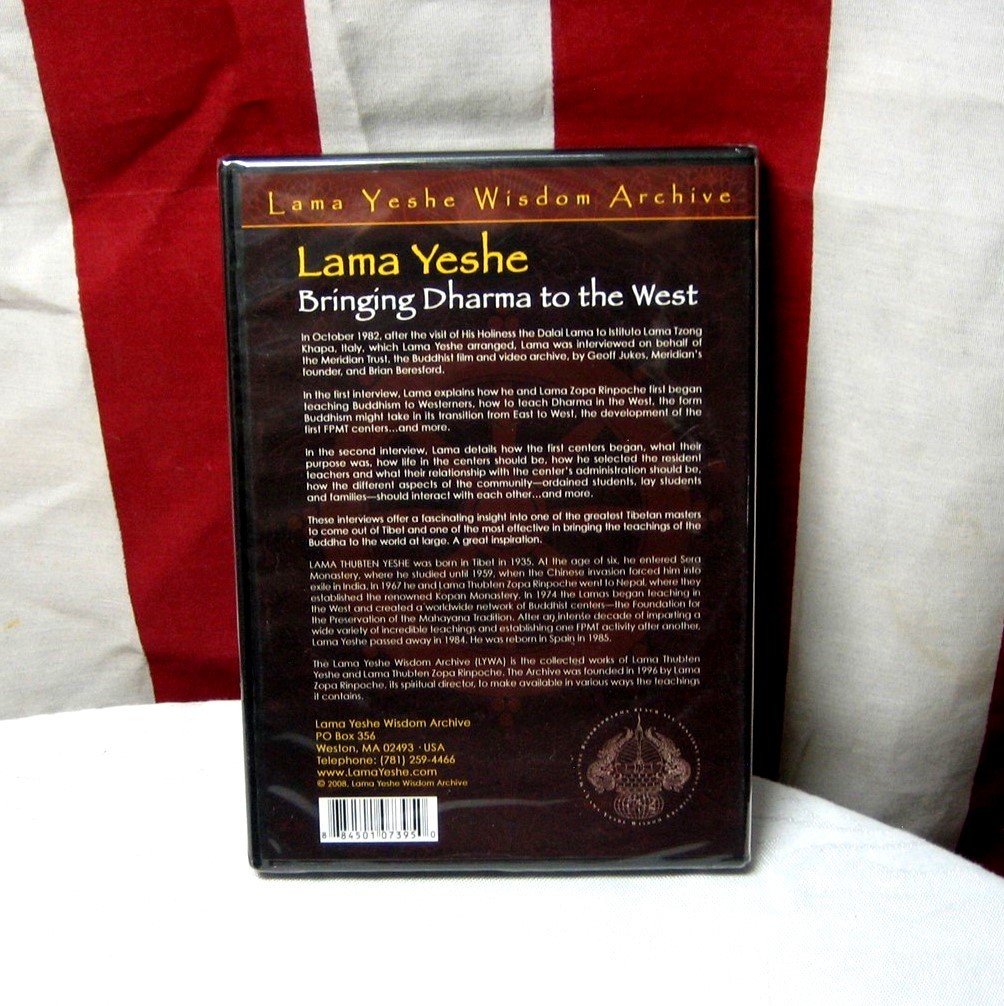 Lama Yeshe Wisdom Archive
Lama Yeshe
Bringing Dharma to the West
In October 1982, after the visit of His Holiness the Dalai Lama to Istituto Lama Tzong
Khapa, Italy, which Lama Yeshe arranged, Lama was interviewed on behalf of
the Meridian Trust, the Buddhist film and video archive, by Geoff Jukes, Meridian's
founder, and Brian Beresford.
In the first interview, Lama explains how he and Lama Zopa Rinpoche first began
teaching Buddhism to Westerners, how to teach Dharma in the West, the form
Buddhism might take in its transition from East to West, the development of the
first FPMT centers...and more.
In the second interview, Lama details how the first centers began, what their
purpose was, how life in the centers should be, how he selected the resident
teachers and what their relationship with the center's administration should be,
how the different aspects of the community—ordained students, lay students
and families—should interact with each other...and more.
These interviews offer a fascinating insight into one of the greatest Tibetan masters
to come out of Tibet and one of the most effective in bringing the teachings of the
Buddha to the world at large. A great inspiration.
LAMA THUBTEN YESHE was born in Tibet in 1935. At the age of six, he entered Sera
Monastery, where he studied until 1959, when the Chinese invasion forced him into
exile in India. In 1967 he and Lama Thubten Zopa Rinpoche went to Nepal, where they
established the renowned Kopan Monastery. In 1974 the Lamas began teaching in
the West and created a worldwide network of Buddhist centers—the Foundation for
the Preservation of the Mahayana Tradition. After an intense decade of imparting a
wide variety of incredible teachings and establishing one FPMT activity after another,
Lama Yeshe passed away in 1984. He was reborn in Spain in 1985.
The Lama Yeshe Wisdom Archive (LYWA) is the collected works of Lama Thubten
Yeshe and Lama Thubten Zopa Rinpoche. The Archive was founded in 1996 by Lama
Zopa Rinpoche, its spiritual director, to make available in various ways the teachings
it contains.
Lama Yeshe Wisdom Archive
PO Box 356
Weston, MA 02493 · USA
Telephone: (781) 259-4466
www.LamaYeshe.com
© 2008, Lama Yeshe Wisdom Archive
8 84501 07395 0